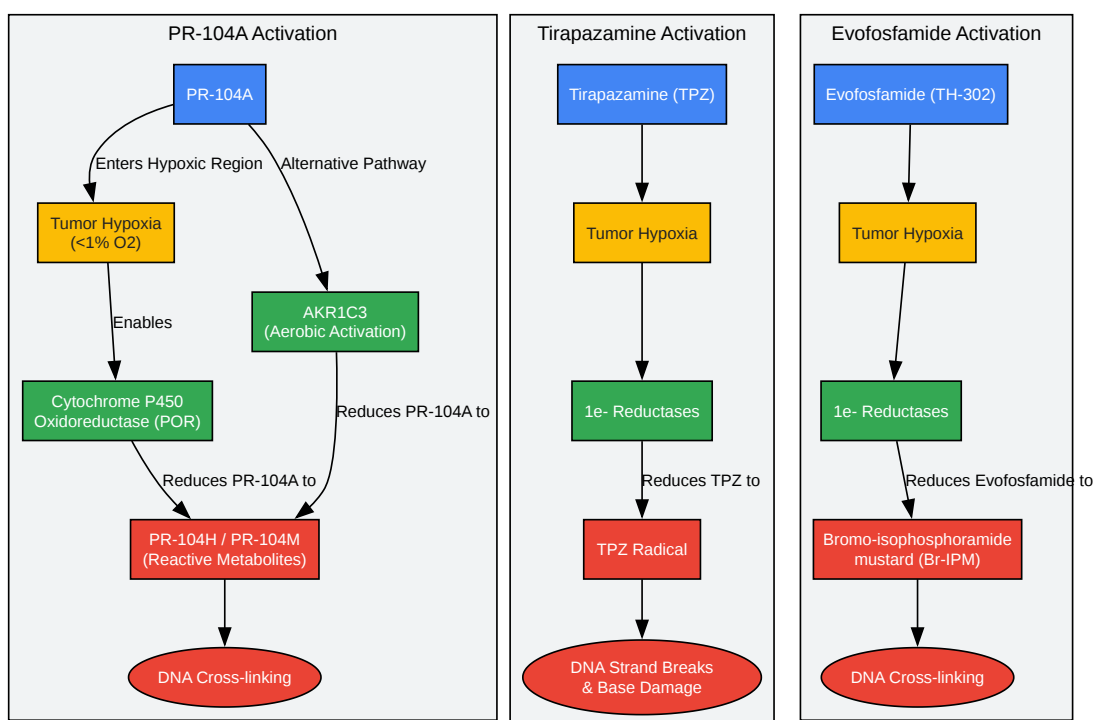 PR-104A Activation
PR-104A
Enters Hypoxic Region
Alternative Pathway
Tumor Hypoxia
(<1% O2)
AKR1C3
(Aerobic Activation)
Enables
Cytochrome P450
Oxidoreductase (POR)
Reduces PR-104A to
Reduces PR-104A to
PR-104H / PR-104M
(Reactive Metabolites)
DNA Cross-linking
Tirapazamine Activation
Tirapazamine (TPZ)
Tumor Hypoxia
1e- Reductases
Reduces TPZ to
TPZ Radical
DNA Strand Breaks
& Base Damage
Evofosfamide Activation
Evofosfamide (TH-302)
Tumor Hypoxia
1e- Reductases
Reduces Evofosfamide to
Bromo-isophosphoramide
mustard (Br-IPM)
DNA Cross-linking